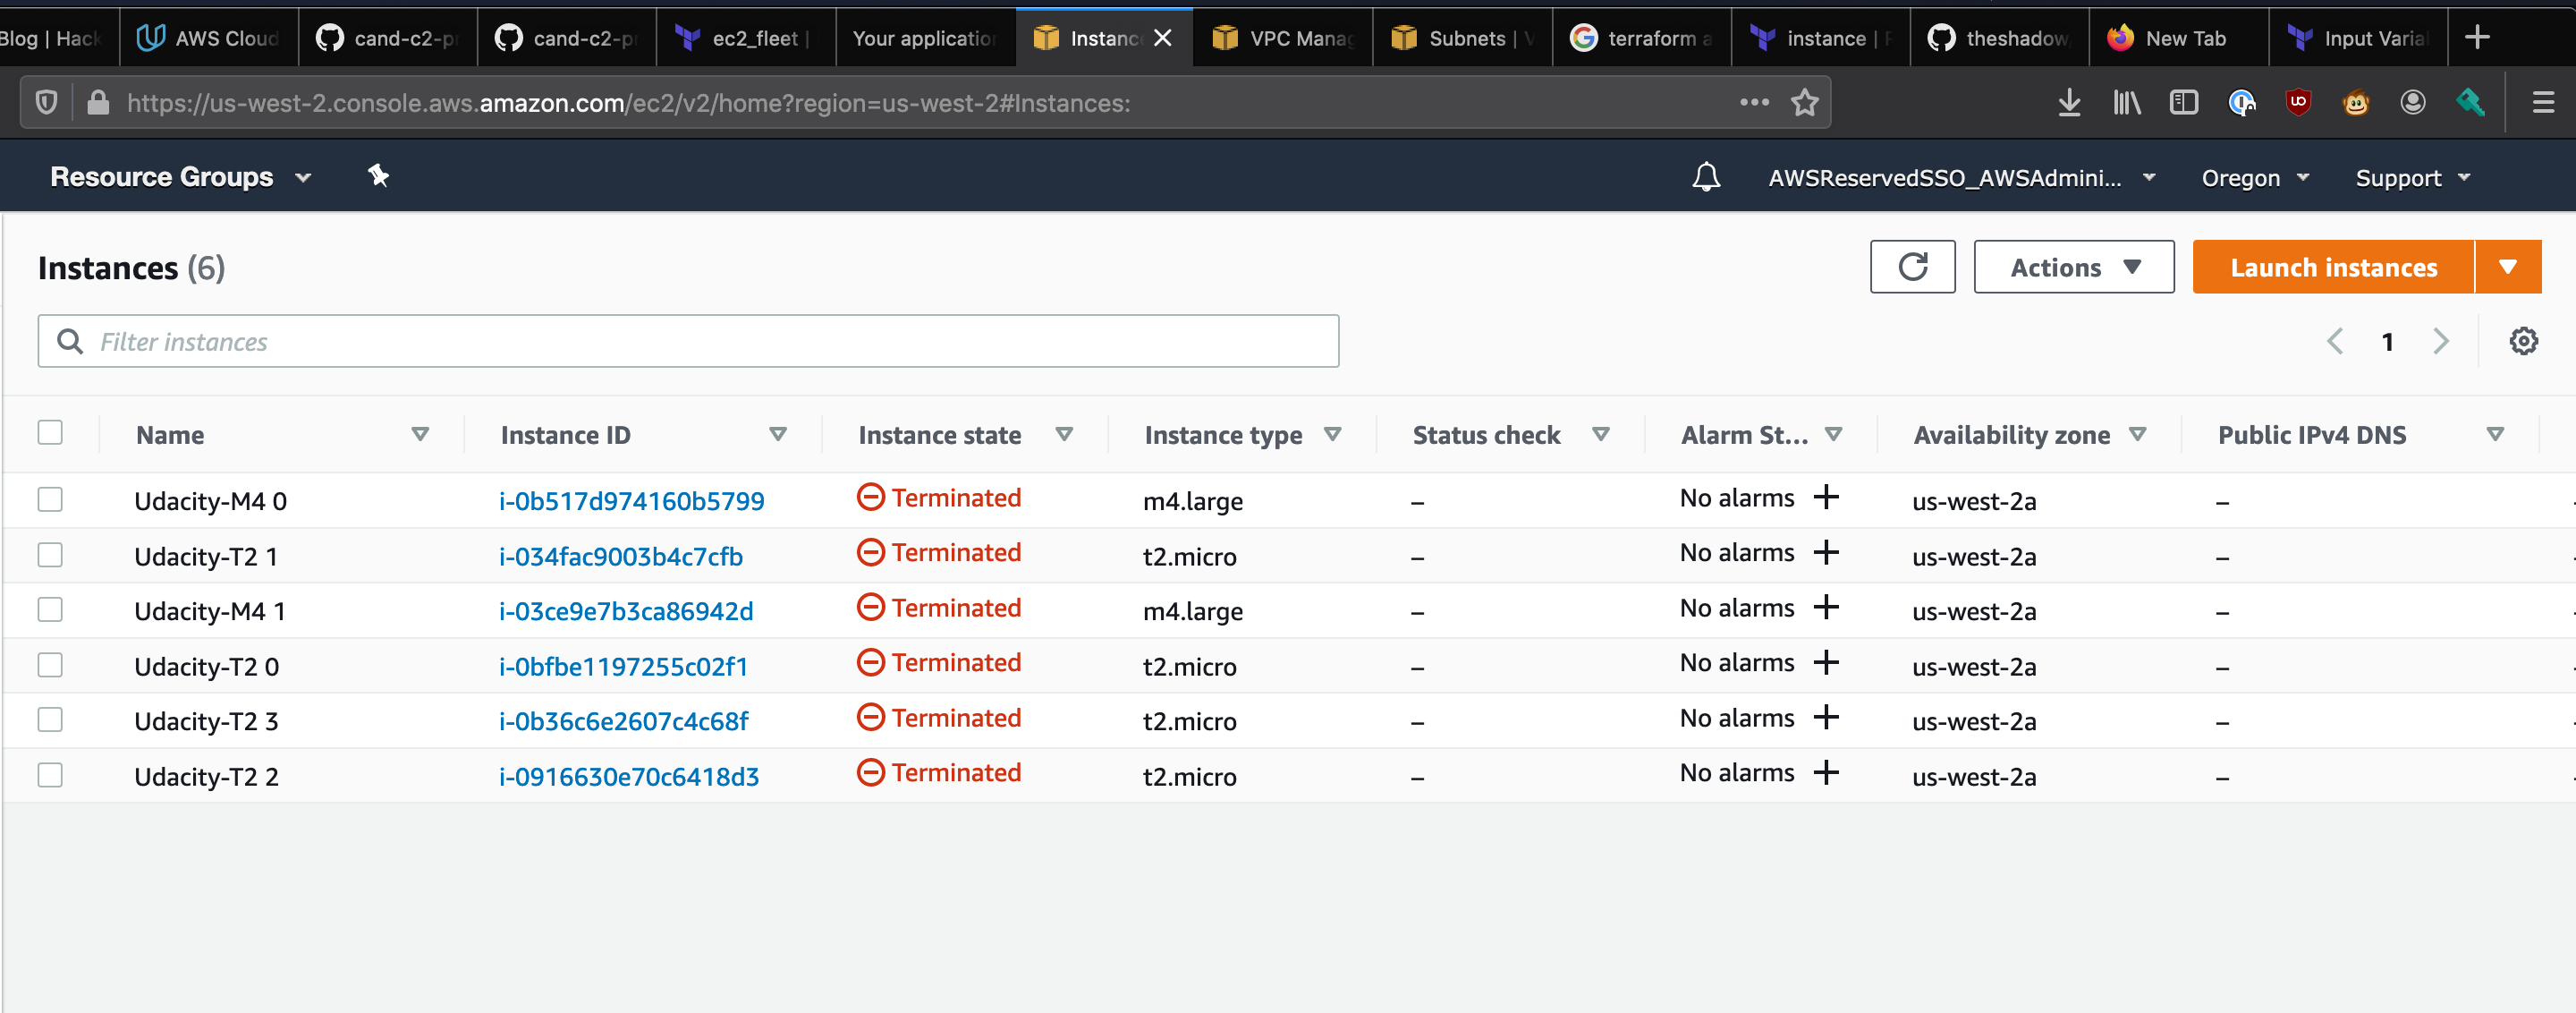 Blog | Hack AWS Cloud cand-c2-pr cand-c2-pr ec2_fleet | Your application Instanc VPC Manag Subnets | V terraform a instance | theshadow New Tab Input Varia
https://us-west-2.console.aws.amazon.com/ec2/v2/home?region=us-west-2#Instances:
Resource Groups AWSReservedSSO_AWSAdmini... Oregon Support
Instances (6) Actions Launch instances
Filter instances 1
Name Instance ID Instance state Instance type Status check Alarm St... Availability zone Public IPv4 DNS
Udacity-M4 0 i-0b517d974160b5799 Terminated m4.large – No alarms + us-west-2a –
Udacity-T2 1 i-034fac9003b4c7cfb Terminated t2.micro – No alarms + us-west-2a –
Udacity-M4 1 i-03ce9e7b3ca86942d Terminated m4.large – No alarms + us-west-2a –
Udacity-T2 0 i-0bfbe1197255c02f1 Terminated t2.micro – No alarms + us-west-2a –
Udacity-T2 3 i-0b36c6e2607c4c68f Terminated t2.micro – No alarms + us-west-2a –
Udacity-T2 2 i-0916630e70c6418d3 Terminated t2.micro – No alarms + us-west-2a –